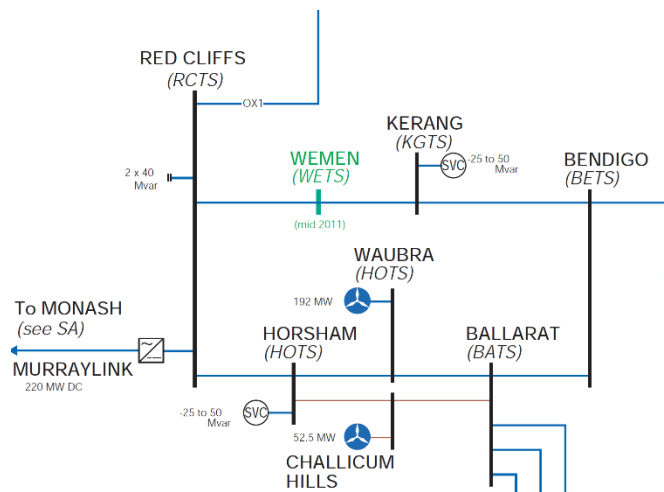 RED CLIFFS
(RCTS)
OX1
KERANG
(KGTS)
SVC
-25 to 50
Mvar
WEMEN
(WETS)
BENDIGO
(BETS)
2 x 40
Mvar
(mid 2011)
WAUBRA
(HOTS)
192 MW
To MONASH
(see SA)
HORSHAM
(HOTS)
BALLARAT
(BATS)
MURRAYLINK
220 MW DC
-25 to 50
Mvar
SVC
52.5 MW
CHALLICUM
HILLS